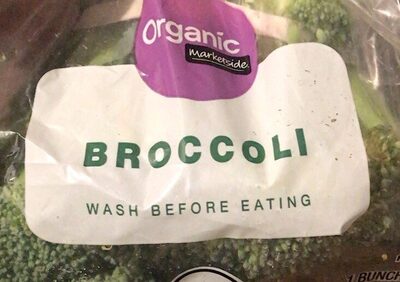 Organic
marketside.
BROCCOLI
WASH BEFORE EATING
1 BUNCH